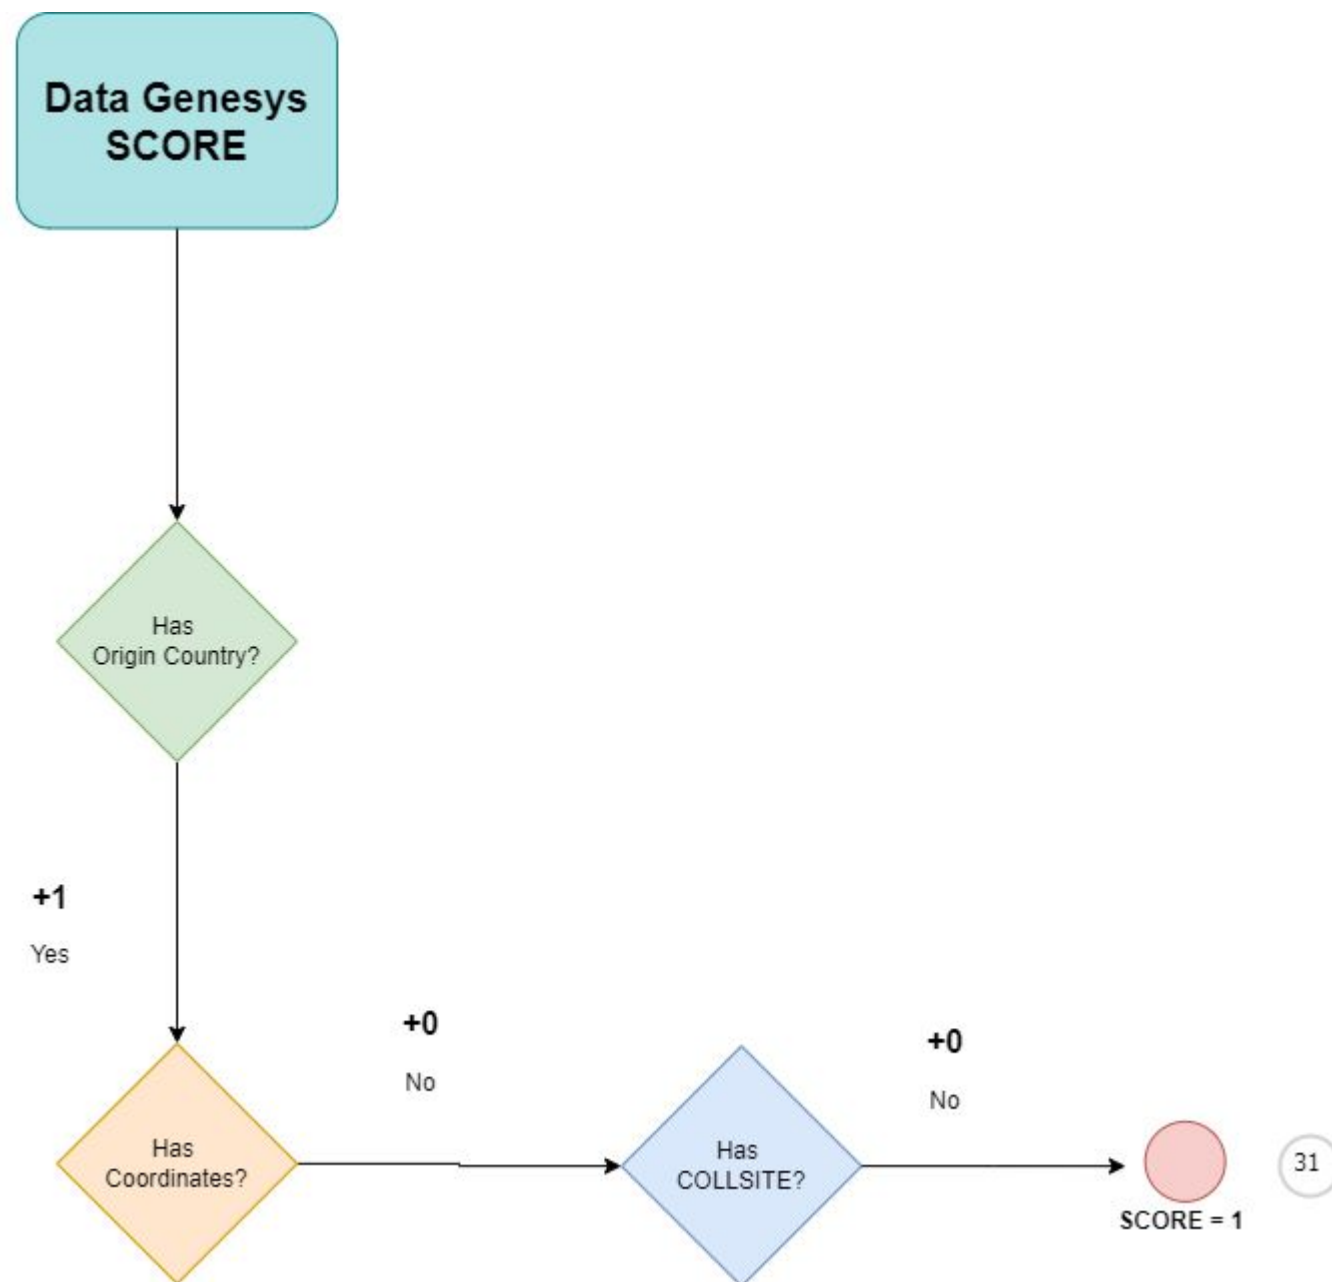 Data Genesys
SCORE
Has
Origin Country?
+1
Yes
+0
No
+0
No
Has
Coordinates?
Has
COLLSITE?
31
SCORE = 1